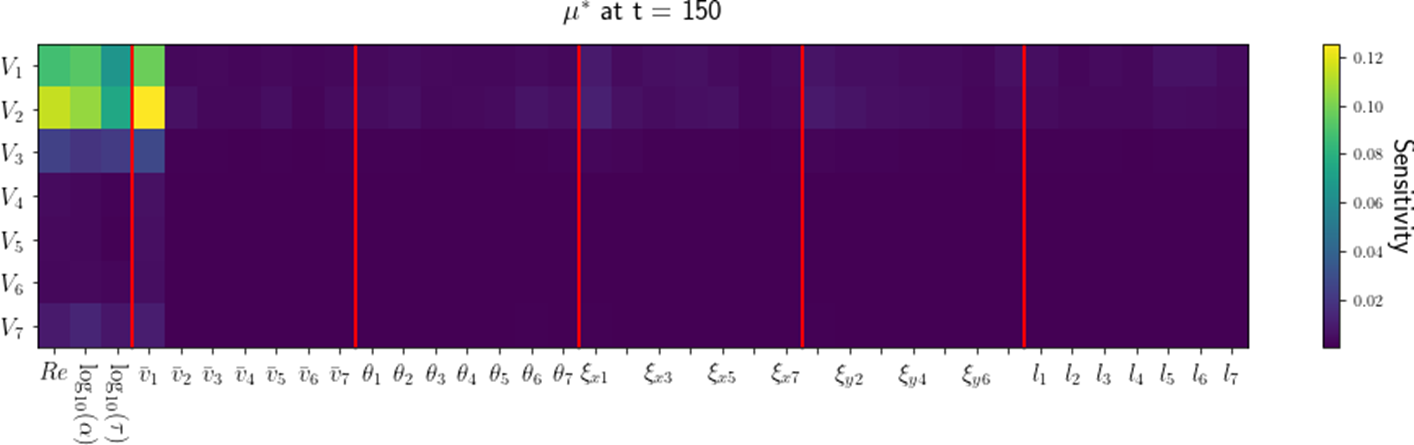 μ* at t = 150
V₁
V₂
V₃
V₄
V₅
V₆
V₇
Re log₁₀(α) log₁₀(τ) v̄₁ v̄₂ v̄₃ v̄₄ v̄₅ v̄₆ v̄₇ θ₁ θ₂ θ₃ θ₄ θ₅ θ₆ θ₇ ξₓ₁ ξₓ₃ ξₓ₅ ξₓ₇ ξy₂ ξy₄ ξy₆ l₁ l₂ l₃ l₄ l₅ l₆ l₇
0.12
0.10
0.08
0.06
0.04
0.02
Sensitivity